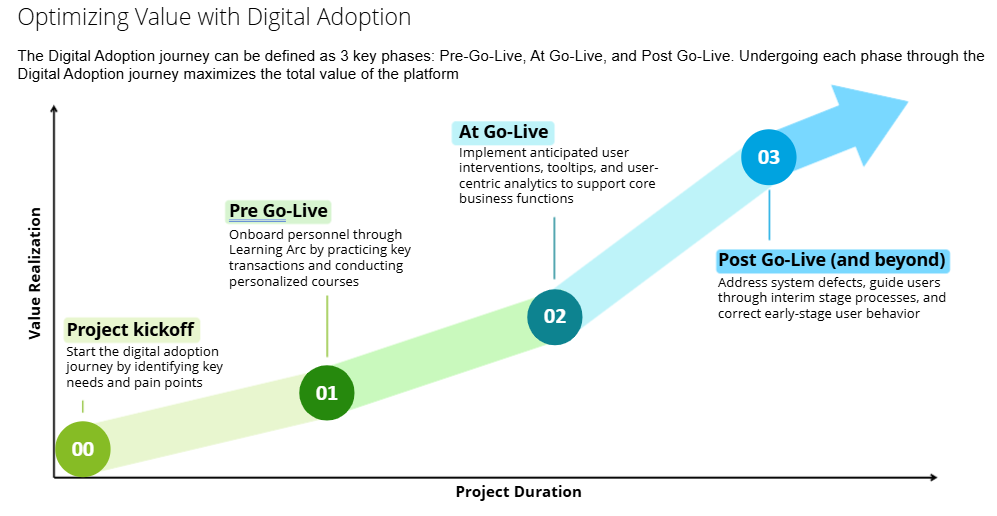 Optimizing Value with Digital Adoption
The Digital Adoption journey can be defined as 3 key phases: Pre-Go-Live, At Go-Live, and Post Go-Live. Undergoing each phase through the
Digital Adoption journey maximizes the total value of the platform
Value Realization
Project kickoff
Start the digital adoption
journey by identifying key
needs and pain points
00
Pre Go-Live
Onboard personnel through
Learning Arc by practicing key
transactions and conducting
personalized courses
01
At Go-Live
Implement anticipated user
interventions, tooltips, and user-
centric analytics to support core
business functions
02
03
Post Go-Live (and beyond)
Address system defects, guide users
through interim stage processes, and
correct early-stage user behavior
Project Duration